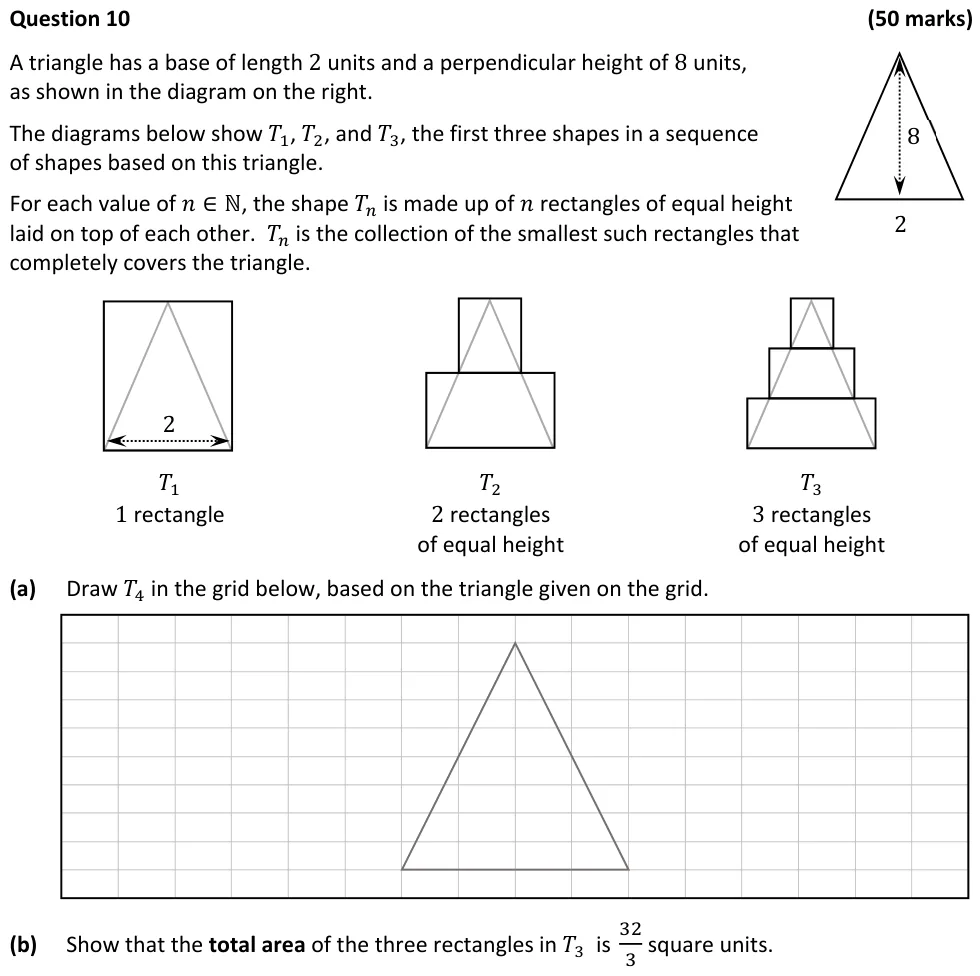 Question 10 (50 marks)
A triangle has a base of length 2 units and a perpendicular height of 8 units,
as shown in the diagram on the right.
8
2
The diagrams below show T₁, T₂, and T₃, the first three shapes in a sequence
of shapes based on this triangle.
For each value of n ∈ ℕ, the shape Tₙ is made up of n rectangles of equal height
laid on top of each other. Tₙ is the collection of the smallest such rectangles that
completely covers the triangle.
2
T₁ T₂ T₃
1 rectangle 2 rectangles 3 rectangles
of equal height of equal height
(a) Draw T₄ in the grid below, based on the triangle given on the grid.
(b) Show that the total area of the three rectangles in T₃ is 32/3 square units.